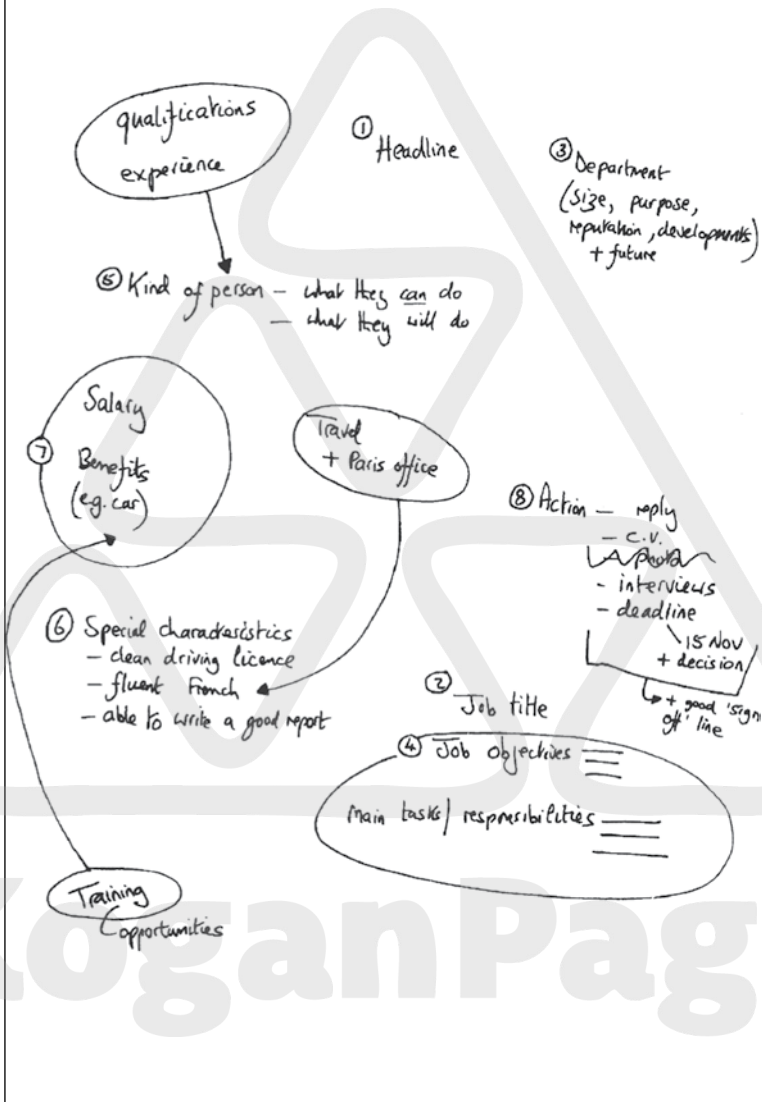 qualifications
experience
① Headline
③ Department
(size, purpose,
reputation, developments)
+ future
⑤ Kind of person – what they can do
– what they will do
Salary
⑦
Benefits
(e.g. car)
Travel
+ Paris office
⑧ Action – reply
– C.V.
- interviews
- deadline
15 Nov
+ decision
+ good 'sign
off' line
⑥ Special characteristics
– clean driving licence
– fluent French
– able to write a good report
② Job title
④ Job objectives
Main tasks/ responsibilities
Training
opportunities
KoganPag